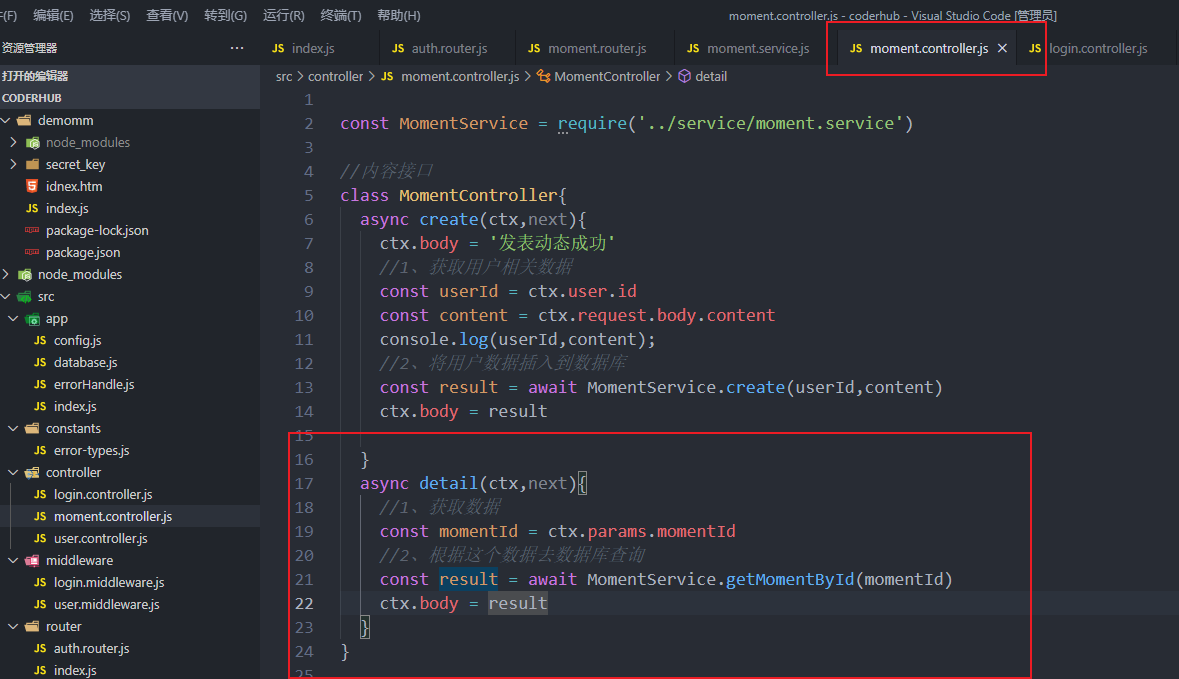 (F) 编辑(E) 选择(S) 查看(V) 转到(G) 运行(R) 终端(T) 帮助(H) moment.controller.js - coderhub - Visual Studio Code [管理员]
资源管理器 ···
JS index.js JS auth.router.js JS moment.router.js JS moment.service.js JS moment.controller.js × JS login.controller.js
打开的编辑器
CODERHUB
demomm
node_modules
secret_key
idnex.htm
JS index.js
package-lock.json
package.json
node_modules
src
app
JS config.js
JS database.js
JS errorHandle.js
JS index.js
constants
JS error-types.js
controller
JS login.controller.js
JS moment.controller.js
JS user.controller.js
middleware
JS login.middleware.js
JS user.middleware.js
router
JS auth.router.js
JS index.js
src > controller > JS moment.controller.js > MomentController > detail
1
2 const MomentService = require('../service/moment.service')
3
4 //内容接口
5 class MomentController{
6 async create(ctx,next){
7 ctx.body = '发表动态成功'
8 //1、获取用户相关数据
9 const userId = ctx.user.id
10 const content = ctx.request.body.content
11 console.log(userId,content);
12 //2、将用户数据插入到数据库
13 const result = await MomentService.create(userId,content)
14 ctx.body = result
15
16 }
17 async detail(ctx,next){
18 //1、获取数据
19 const momentId = ctx.params.momentId
20 //2、根据这个数据去数据库查询
21 const result = await MomentService.getMomentById(momentId)
22 ctx.body = result
23 }
24 }
25